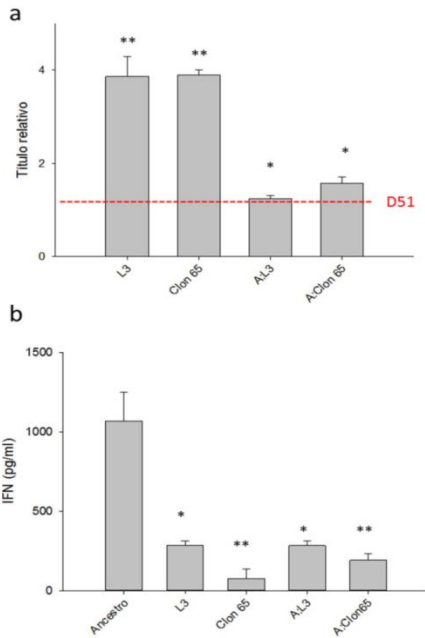 a
Título relativo
4
2
0
**
**
*
*
D51
L3
Clon 65
A:L3
A:Clon 65
b
IFN (pg/ml)
1500
1000
500
0
*
**
*
**
Ancestro
L3
Clon 65
A:L3
A:Clon65